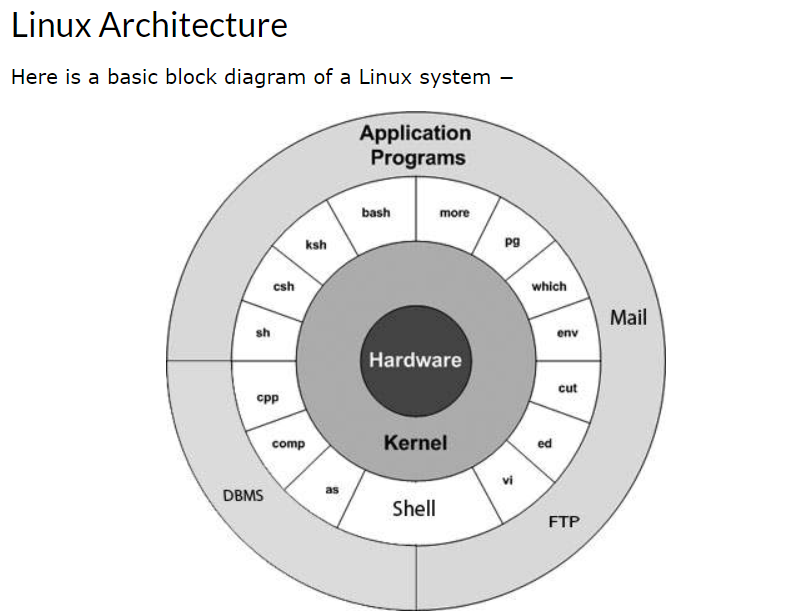 Linux Architecture
Here is a basic block diagram of a Linux system −
Application
Programs
bash
more
ksh
pg
csh
which
sh
env
Mail
Hardware
cpp
cut
comp
Kernel
ed
as
vi
DBMS
Shell
FTP